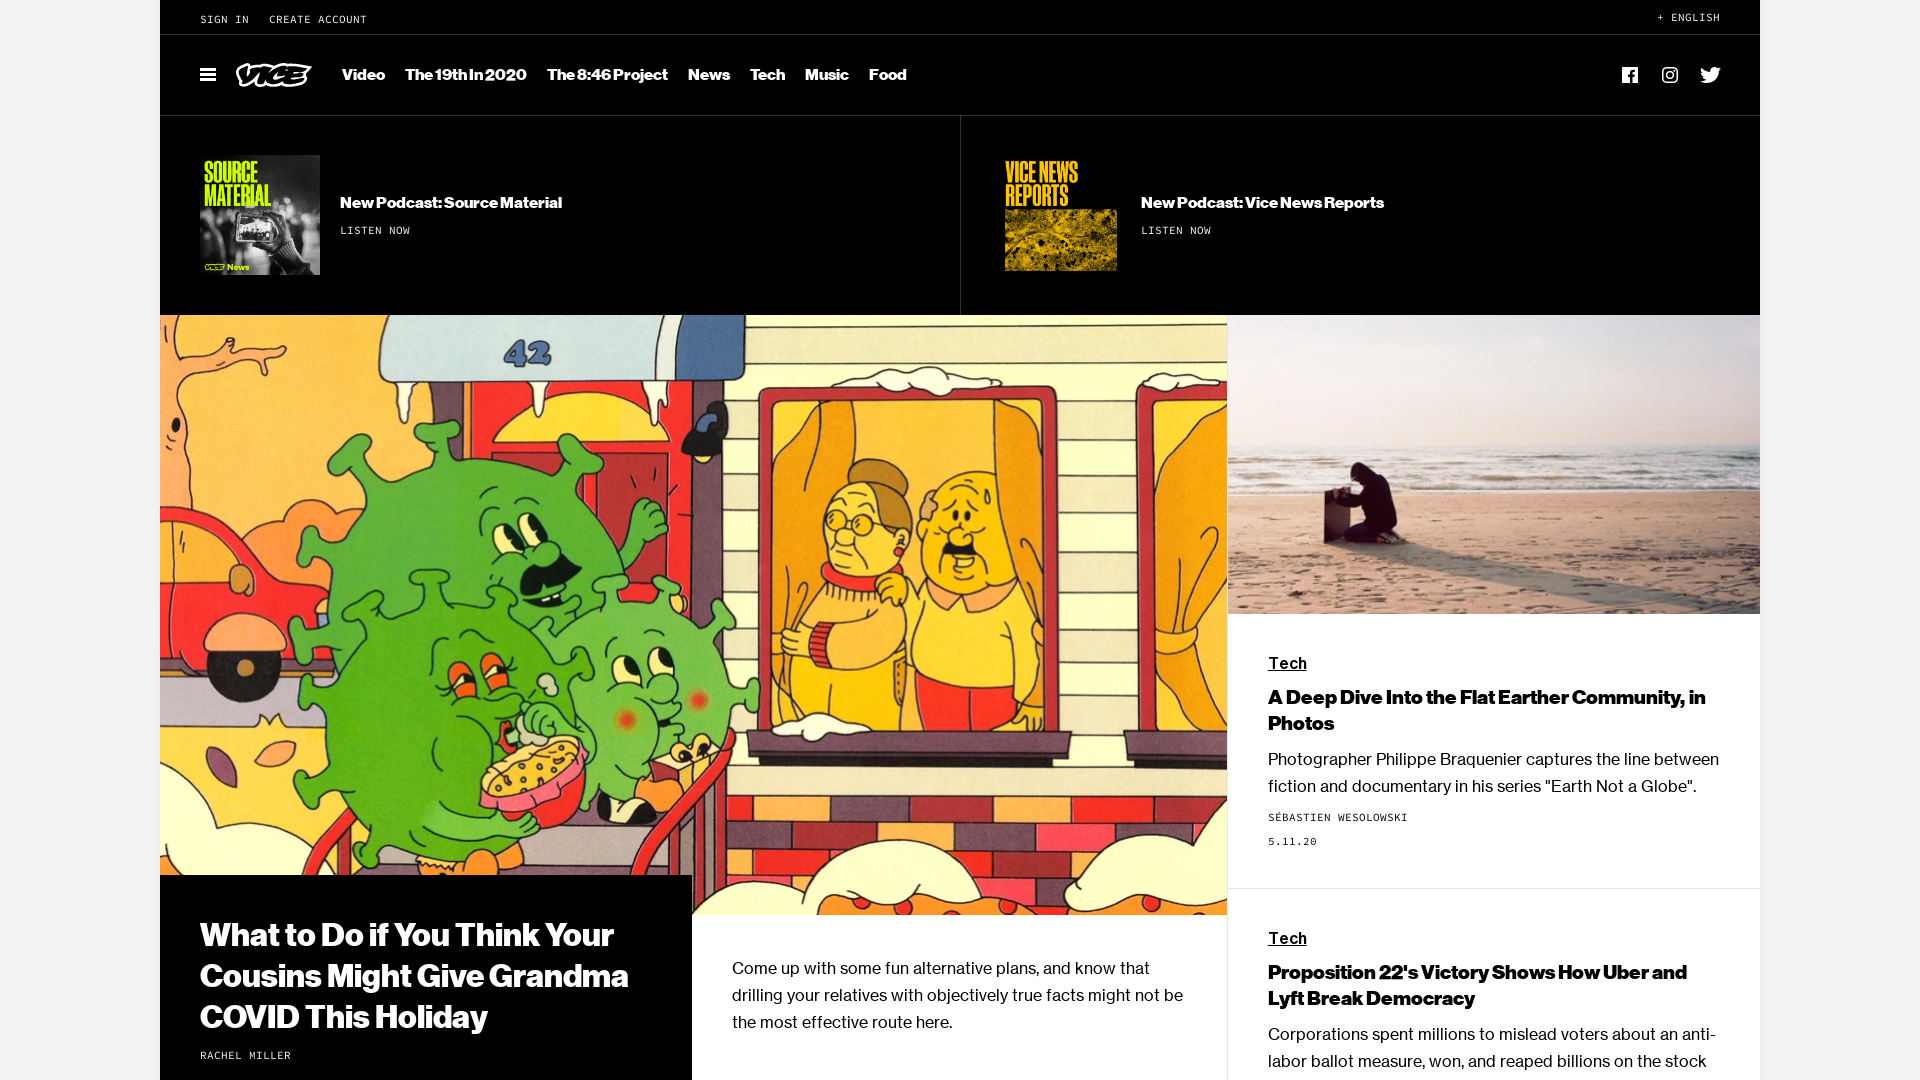 SIGN IN
CREATE ACCOUNT
+ ENGLISH
VICE
Video
The 19th In 2020
The 8:46 Project
News
Tech
Music
Food
SOURCE
MATERIAL
VICE News
New Podcast: Source Material
LISTEN NOW
VICE NEWS
REPORTS
New Podcast: Vice News Reports
LISTEN NOW
42
What to Do if You Think Your
Cousins Might Give Grandma
COVID This Holiday
RACHEL MILLER
Come up with some fun alternative plans, and know that
drilling your relatives with objectively true facts might not be
the most effective route here.
Tech
A Deep Dive Into the Flat Earther Community, in
Photos
Photographer Philippe Braquenier captures the line between
fiction and documentary in his series "Earth Not a Globe".
SÉBASTIEN WESOLOWSKI
5.11.20
Tech
Proposition 22's Victory Shows How Uber and
Lyft Break Democracy
Corporations spent millions to mislead voters about an anti-
labor ballot measure, won, and reaped billions on the stock